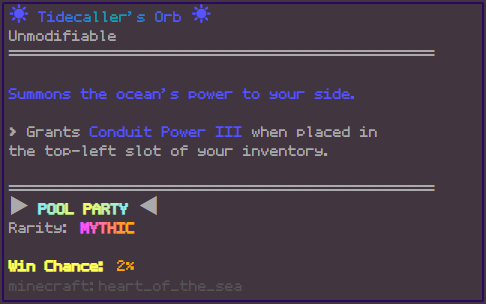 ☀ Tidecaller's Orb ☀
Unmodifiable
Summons the ocean's power to your side.
> Grants Conduit Power III when placed in
the top-left slot of your inventory.
▶ POOL PARTY ◀
Rarity: MYTHIC
Win Chance: 2%
minecraft:heart_of_the_sea